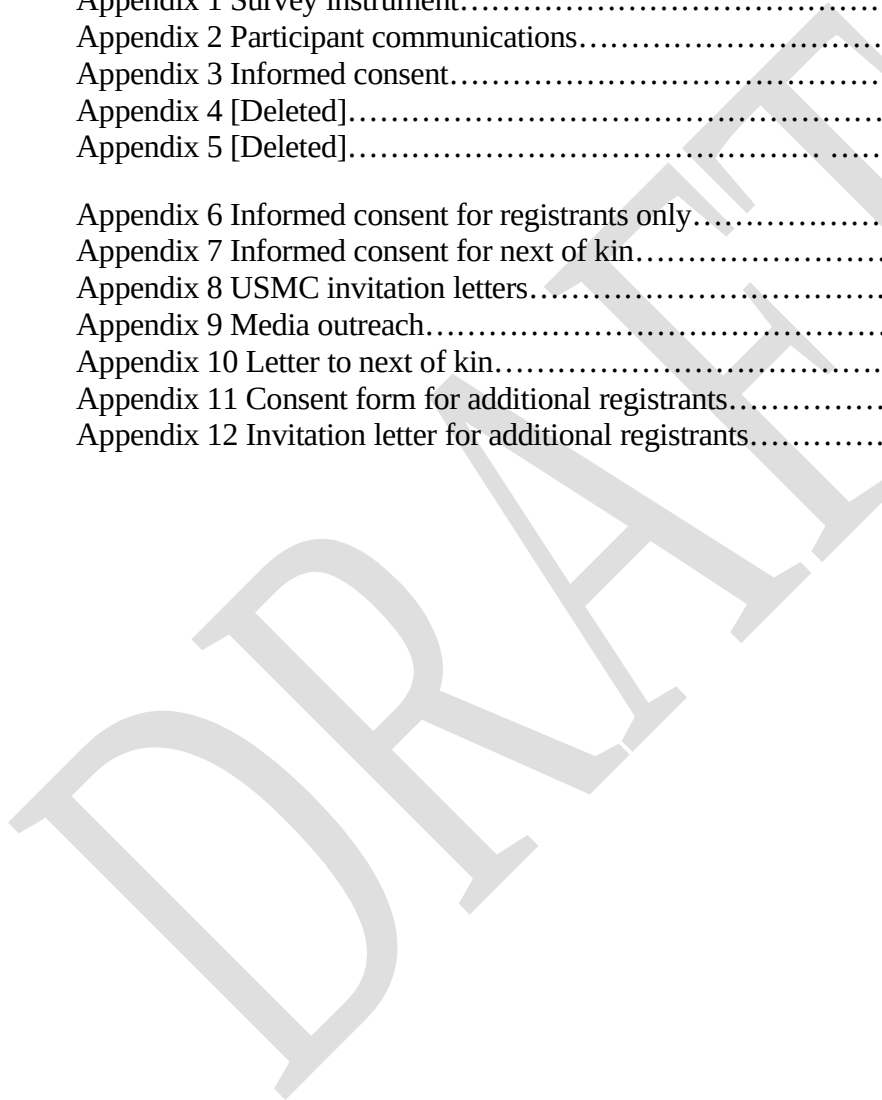 Appendix 1 Survey instrument……………………………………………
Appendix 2 Participant communications………………………………
Appendix 3 Informed consent……………………………………………
Appendix 4 [Deleted]………………………………………………………
Appendix 5 [Deleted]………………………………………………… ……
Appendix 6 Informed consent for registrants only…………………
Appendix 7 Informed consent for next of kin…………………………
Appendix 8 USMC invitation letters……………………………………
Appendix 9 Media outreach………………………………………………
Appendix 10 Letter to next of kin………………………………………
Appendix 11 Consent form for additional registrants………………
Appendix 12 Invitation letter for additional registrants……………
DRAFT